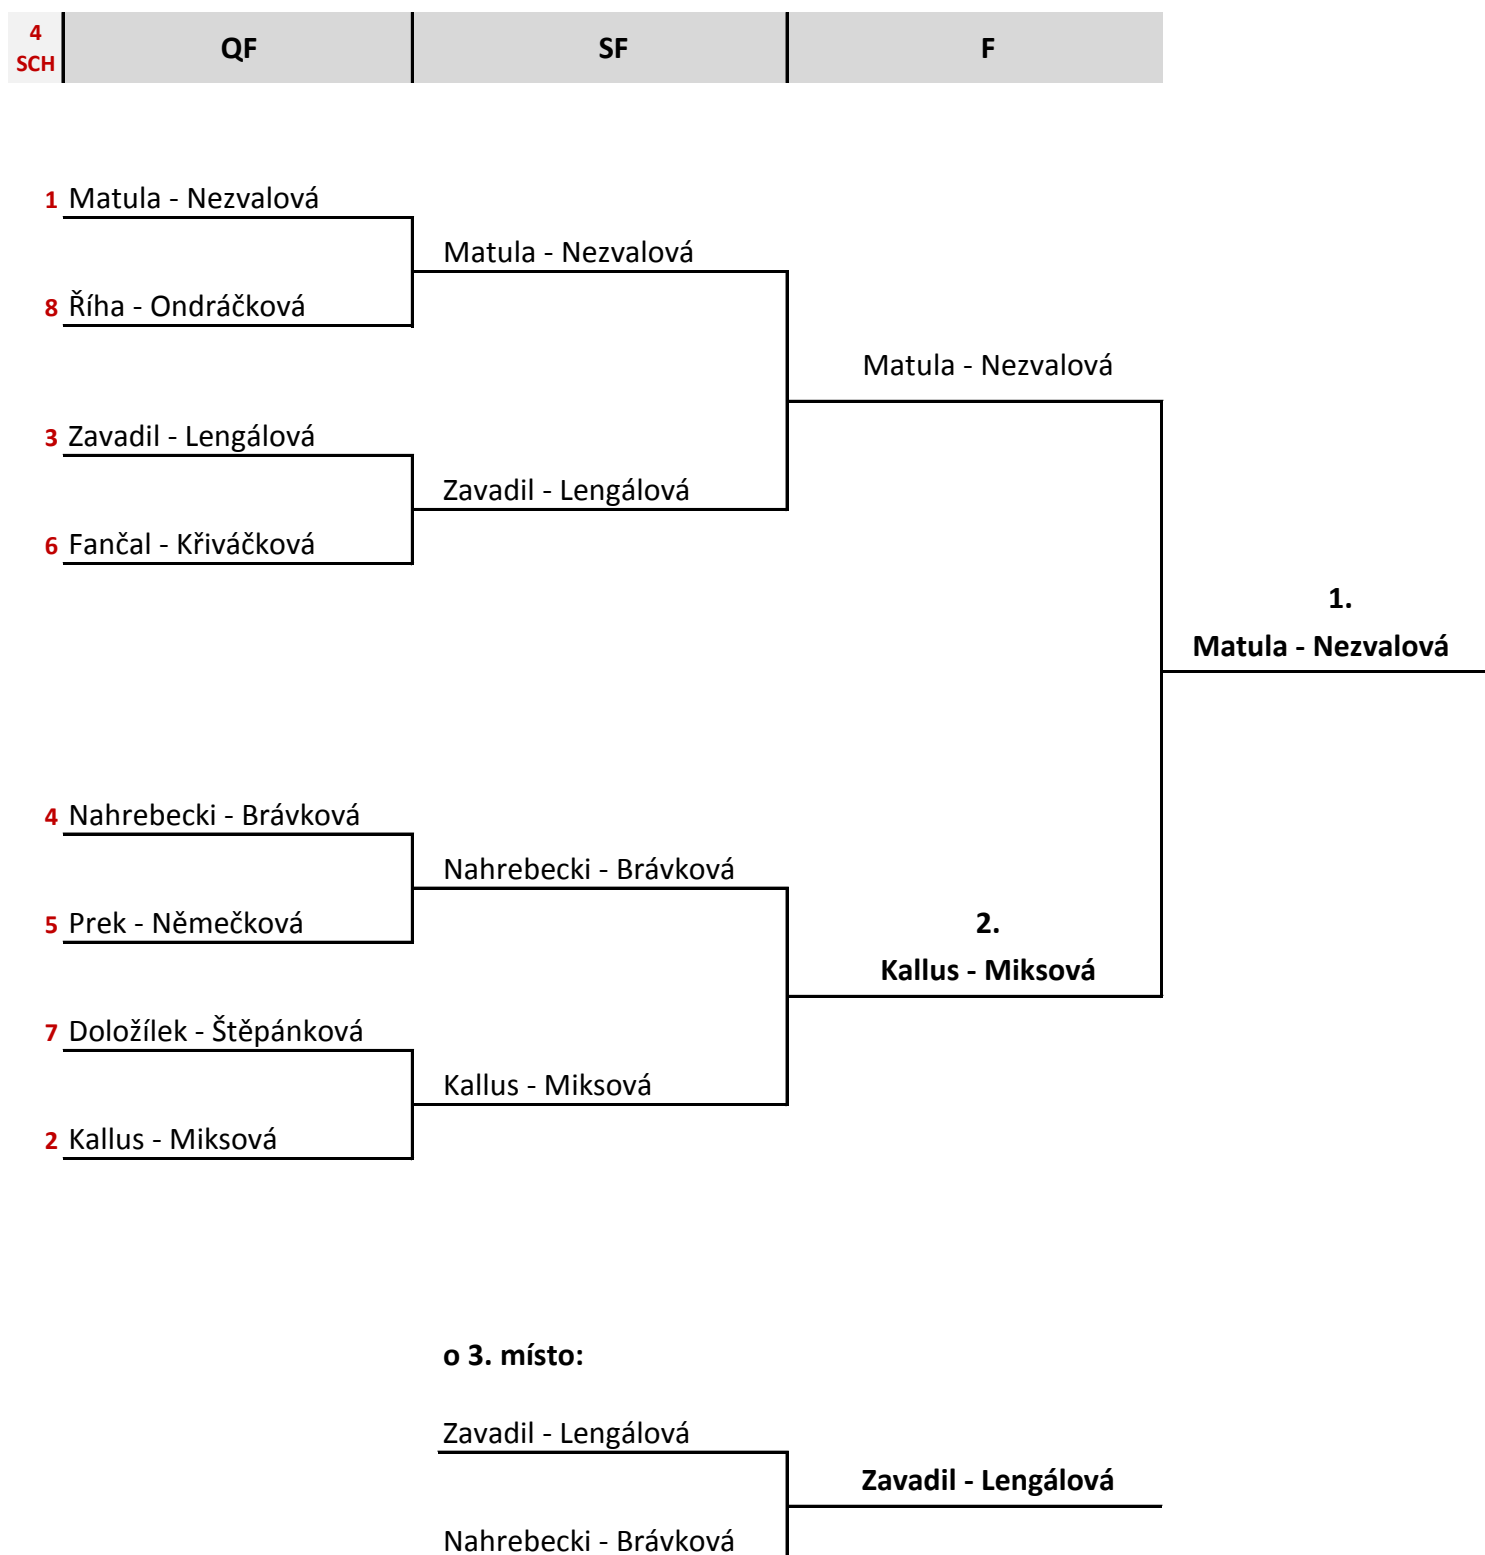 4
SCH
QF
SF
F
1 Matula - Nezvalová
Matula - Nezvalová
8 Říha - Ondráčková
Matula - Nezvalová
3 Zavadil - Lengálová
Zavadil - Lengálová
6 Fančal - Křiváčková
1.
Matula - Nezvalová
4 Nahrebecki - Brávková
Nahrebecki - Brávková
5 Prek - Němečková
2.
Kallus - Miksová
7 Doložílek - Štěpánková
Kallus - Miksová
2 Kallus - Miksová
o 3. místo:
Zavadil - Lengálová
Zavadil - Lengálová
Nahrebecki - Brávková